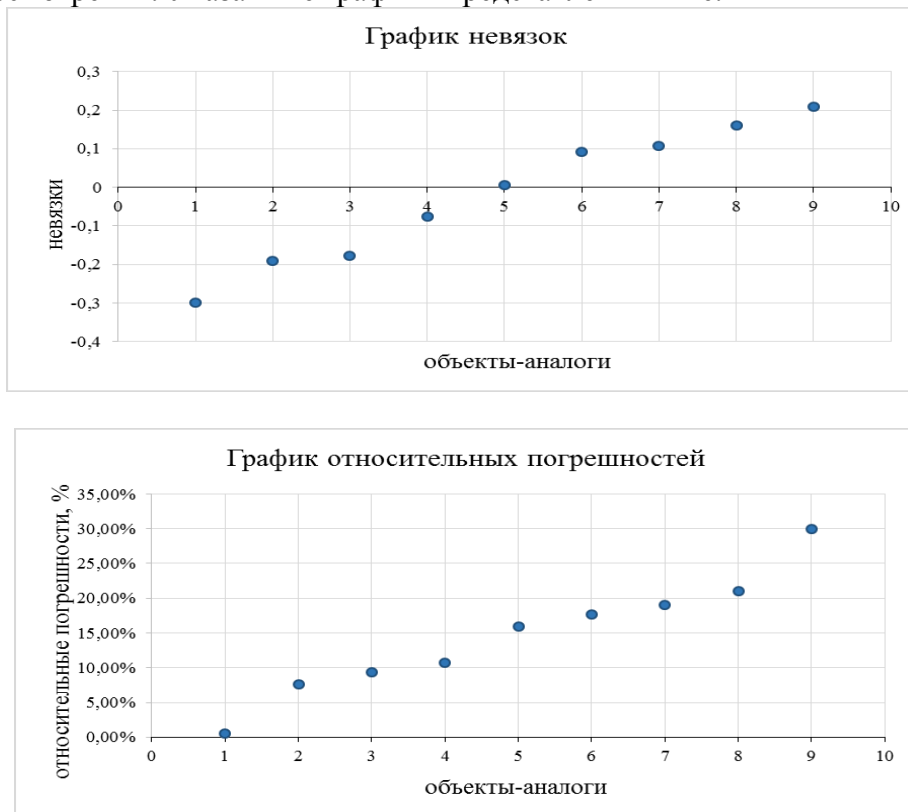 График невязок
0,3
0,2
0,1
0
-0,1
-0,2
-0,3
-0,4
0 1 2 3 4 5 6 7 8 9 10
невязки
объекты-аналоги
График относительных погрешностей
35,00%
30,00%
25,00%
20,00%
15,00%
10,00%
5,00%
0,00%
0 1 2 3 4 5 6 7 8 9 10
относительные погрешности, %
объекты-аналоги